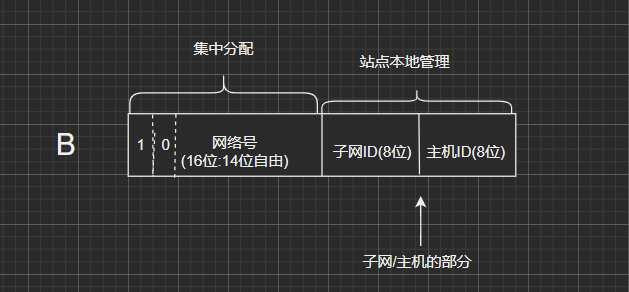 集中分配
站点本地管理
B
1
0
网络号
(16位:14位自由)
子网ID(8位)
主机ID(8位)
子网/主机的部分